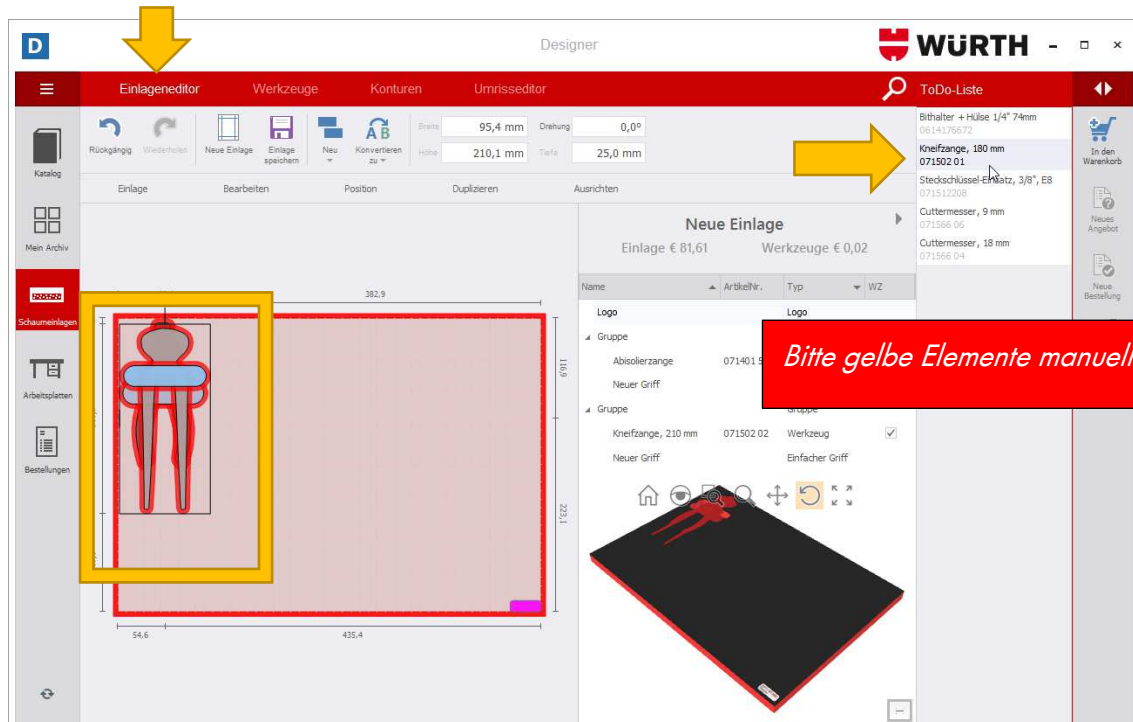 D
Designer
WÜRTH
Einlageneditor Werkzeuge Konturen Umrisseditor
ToDo-Liste
Rückgängig Wiederholen Neue Einlage Einlage speichern Neu Konvertieren zu
A B
Breite 95,4 mm Drehung 0,0°
Höhe 210,1 mm Tiefe 25,0 mm
Einlage Bearbeiten Position Duplizieren Ausrichten
Katalog
Mein Archiv
Schaumeinlagen
Arbeitsplatten
Bestellungen
382,9
116,9
223,1
54,6 435,4
Neue Einlage
Einlage € 81,61 Werkzeuge € 0,02
Name ArtikelNr. Typ WZ
Logo Logo
Gruppe
Abisolierzange 071401 5
Neuer Griff
Gruppe Gruppe
Kneifzange, 210 mm 071502 02 Werkzeug
Neuer Griff Einfacher Griff
Bitte gelbe Elemente manuell
Bithalter + Hülse 1/4" 74mm
0614176672
Kneifzange, 180 mm
071502 01
Steckschlüssel-Einsatz, 3/8", E8
071512208
Cuttermesser, 9 mm
071566 06
Cuttermesser, 18 mm
071566 04
In den
Warenkorb
Neues
Angebot
Neue
Bestellung